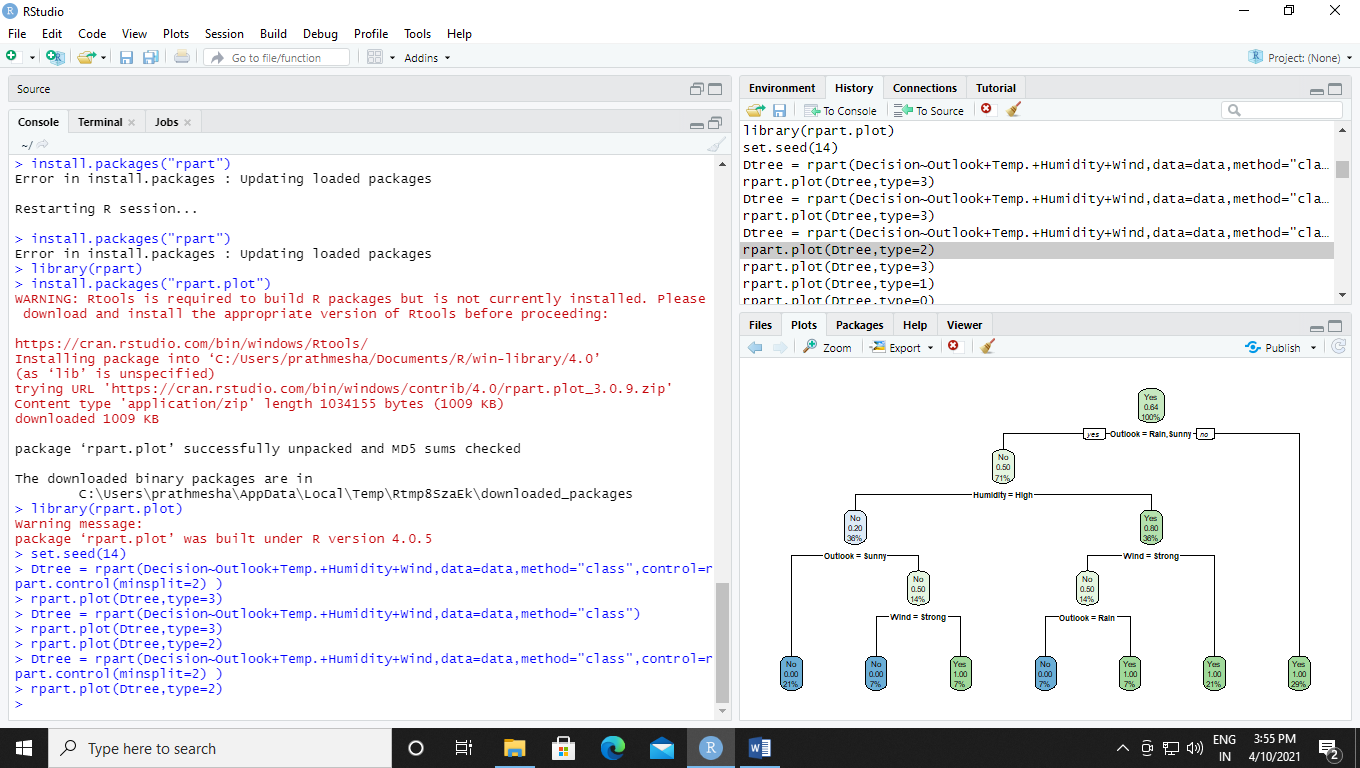 RStudio
File Edit Code View Plots Session Build Debug Profile Tools Help
Go to file/function Addins Project: (None)
Source
Console Terminal Jobs
~/
> install.packages("rpart")
Error in install.packages : Updating loaded packages
Restarting R session...
> install.packages("rpart")
Error in install.packages : Updating loaded packages
> library(rpart)
> install.packages("rpart.plot")
WARNING: Rtools is required to build R packages but is not currently installed. Please
download and install the appropriate version of Rtools before proceeding:
https://cran.rstudio.com/bin/windows/Rtools/
Installing package into ‘C:/Users/prathmesha/Documents/R/win-library/4.0’
(as ‘lib’ is unspecified)
trying URL 'https://cran.rstudio.com/bin/windows/contrib/4.0/rpart.plot_3.0.9.zip'
Content type 'application/zip' length 1034155 bytes (1009 KB)
downloaded 1009 KB
package ‘rpart.plot’ successfully unpacked and MD5 sums checked
The downloaded binary packages are in
C:\Users\prathmesha\AppData\Local\Temp\Rtmp8SzaEk\downloaded_packages
> library(rpart.plot)
Warning message:
package ‘rpart.plot’ was built under R version 4.0.5
> set.seed(14)
> Dtree = rpart(Decision~Outlook+Temp.+Humidity+Wind,data=data,method="class",control=r
part.control(minsplit=2) )
> rpart.plot(Dtree,type=3)
> Dtree = rpart(Decision~Outlook+Temp.+Humidity+Wind,data=data,method="class")
> rpart.plot(Dtree,type=3)
> rpart.plot(Dtree,type=2)
> Dtree = rpart(Decision~Outlook+Temp.+Humidity+Wind,data=data,method="class",control=r
part.control(minsplit=2) )
> rpart.plot(Dtree,type=2)
>
Environment History Connections Tutorial
To Console To Source
library(rpart.plot)
set.seed(14)
Dtree = rpart(Decision~Outlook+Temp.+Humidity+Wind,data=data,method="cla…
rpart.plot(Dtree,type=3)
Dtree = rpart(Decision~Outlook+Temp.+Humidity+Wind,data=data,method="cla…
rpart.plot(Dtree,type=3)
Dtree = rpart(Decision~Outlook+Temp.+Humidity+Wind,data=data,method="cla…
rpart.plot(Dtree,type=2)
rpart.plot(Dtree,type=3)
rpart.plot(Dtree,type=1)
rpart.plot(Dtree,type=0)
Files Plots Packages Help Viewer
Zoom Export Publish
Yes
0.64
100%
yes Outlook = Rain,Sunny no
No
0.50
71%
Humidity = High
No
0.20
36%
Yes
0.80
36%
Outlook = Sunny
Wind = Strong
No
0.50
14%
No
0.50
14%
Wind = Strong
Outlook = Rain
No
0.00
21%
No
0.00
7%
Yes
1.00
7%
No
0.00
7%
Yes
1.00
7%
Yes
1.00
21%
Yes
1.00
29%
Type here to search
ENG
IN
3:55 PM
4/10/2021
2